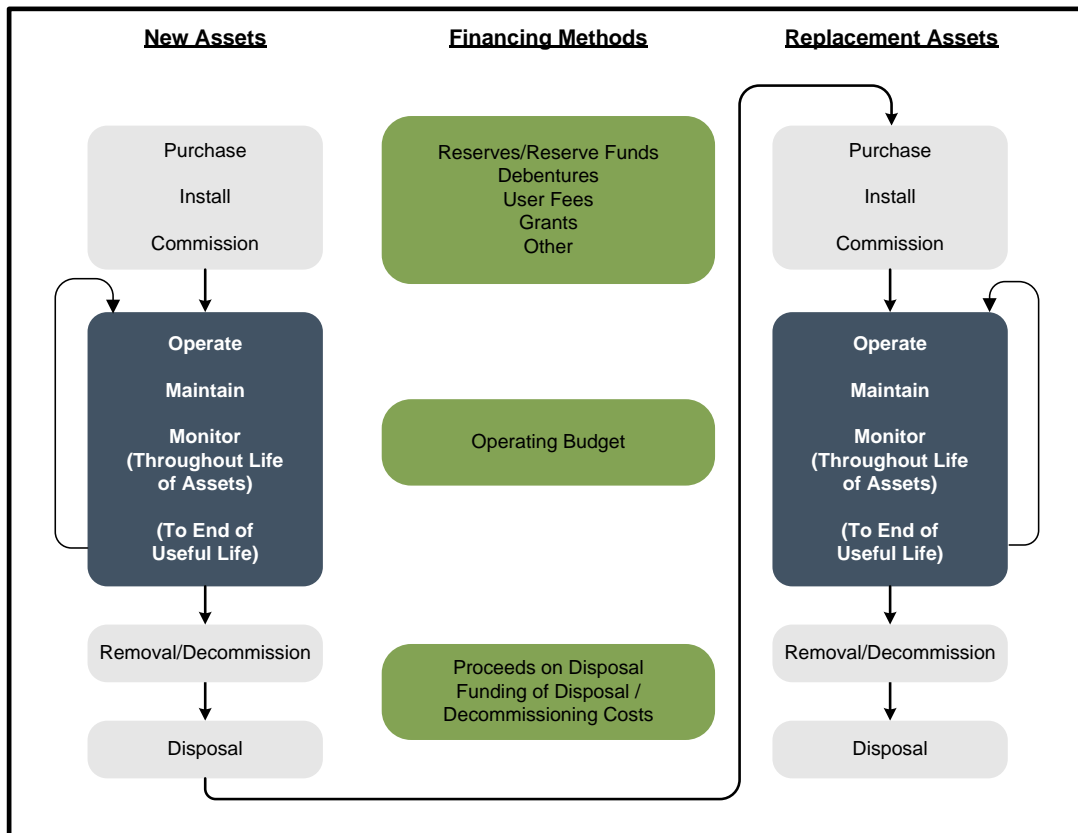 New Assets
Purchase
Install
Commission
Operate
Maintain
Monitor
(Throughout Life
of Assets)
(To End of
Useful Life)
Removal/Decommission
Disposal
Financing Methods
Reserves/Reserve Funds
Debentures
User Fees
Grants
Other
Operating Budget
Proceeds on Disposal
Funding of Disposal /
Decommissioning Costs
Replacement Assets
Purchase
Install
Commission
Operate
Maintain
Monitor
(Throughout Life
of Assets)
(To End of
Useful Life)
Removal/Decommission
Disposal